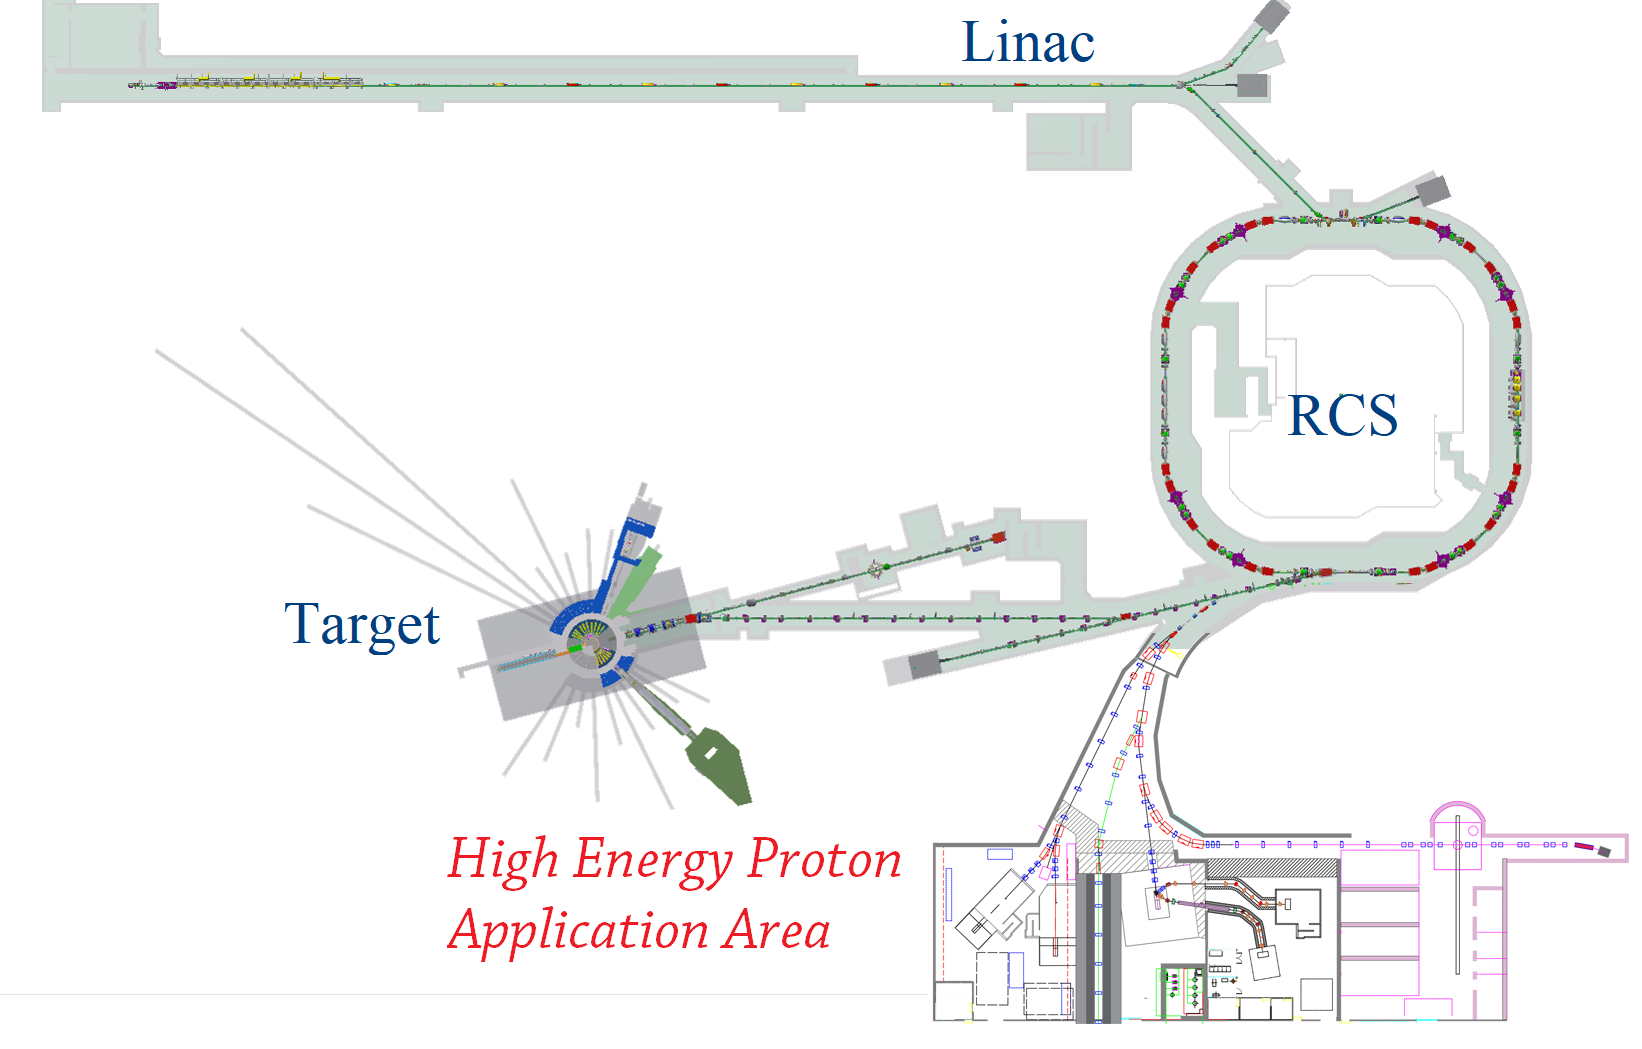 Linac
RCS
Target
High Energy Proton
Application Area